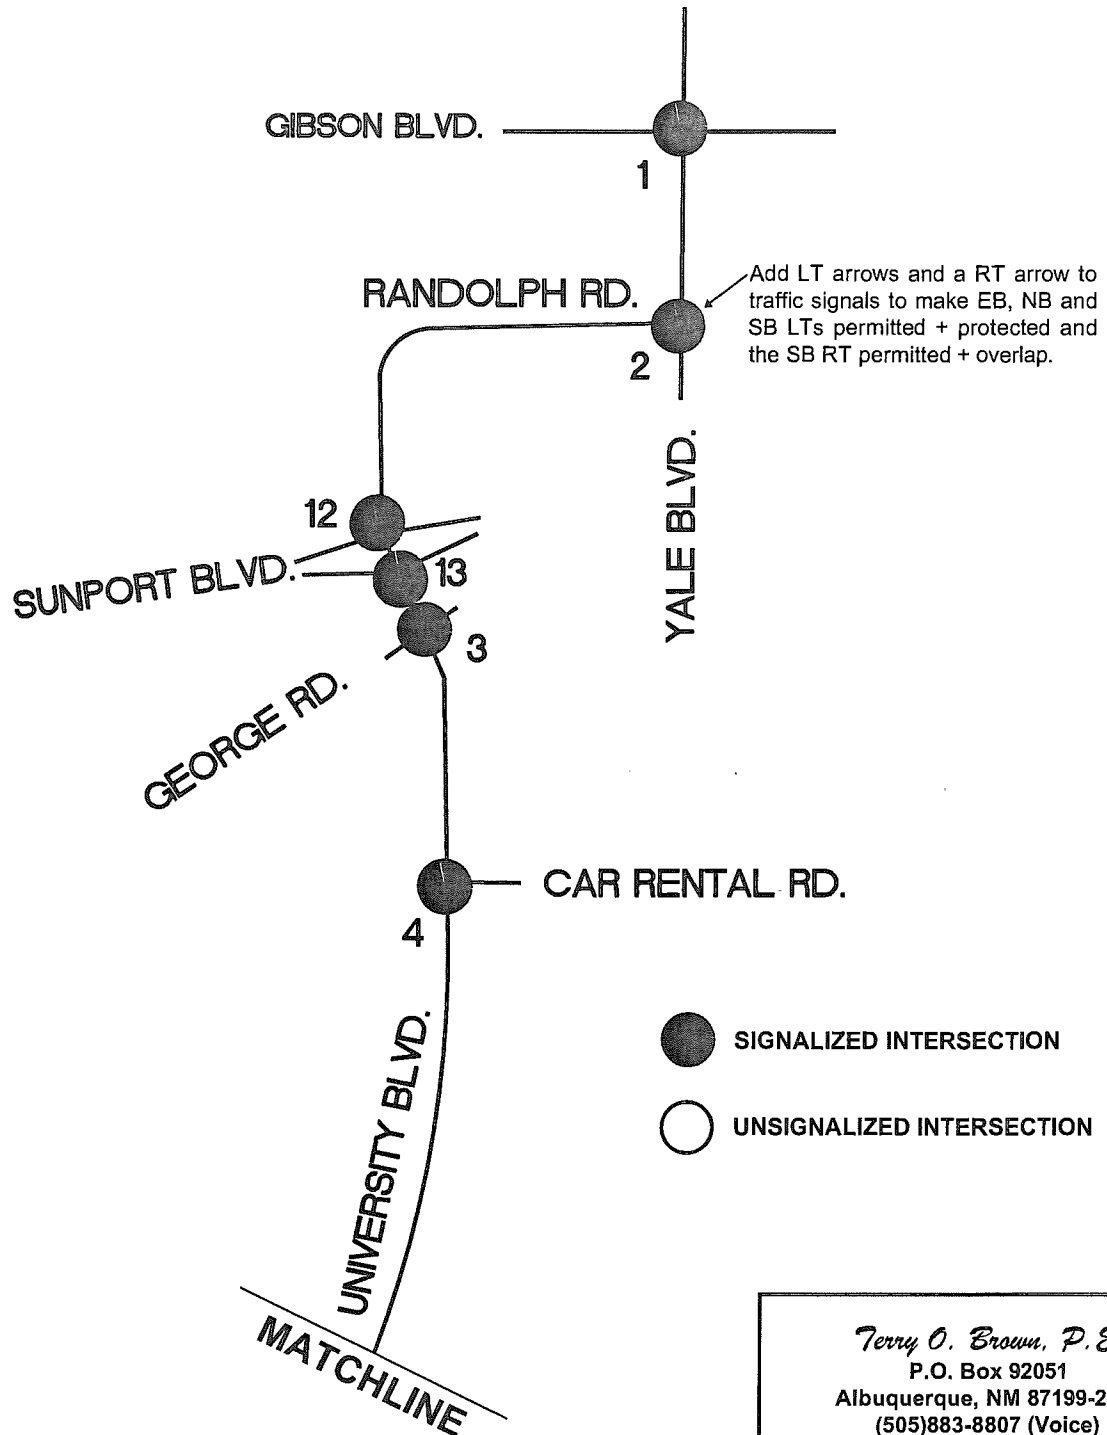 GIBSON BLVD.
1
RANDOLPH RD.
Add LT arrows and a RT arrow to
traffic signals to make EB, NB and
SB LTs permitted + protected and
the SB RT permitted + overlap.
2
YALE BLVD.
12
SUNPORT BLVD.
13
3
GEORGE RD.
CAR RENTAL RD.
4
SIGNALIZED INTERSECTION
UNSIGNALIZED INTERSECTION
UNIVERSITY BLVD.
MATCHLINE
Terry O. Brown, P.E
P.O. Box 92051
Albuquerque, NM 87199-2
(505)883-8807 (Voice)